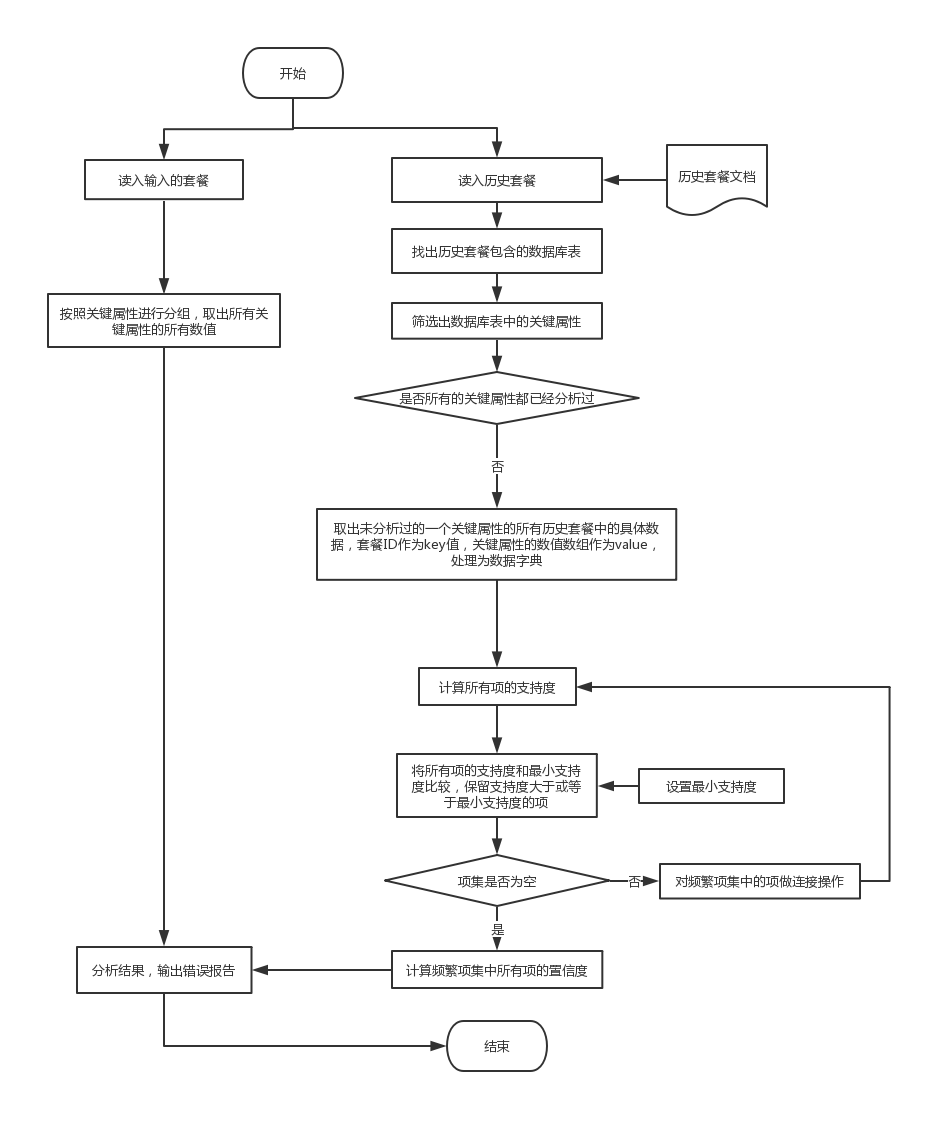 开始
读入输入的套餐
读入历史套餐
历史套餐文档
找出历史套餐包含的数据库表
按照关键属性进行分组，取出所有关
键属性的所有数值
筛选出数据库表中的关键属性
是否所有的关键属性都已经分析过
否
取出未分析过的一个关键属性的所有历史套餐中的具体数
据，套餐ID作为key值，关键属性的数值数组作为value，
处理为数据字典
计算所有项的支持度
将所有项的支持度和最小支持
度比较，保留支持度大于或等
于最小支持度的项
设置最小支持度
项集是否为空
否
对频繁项集中的项做连接操作
是
分析结果，输出错误报告
计算频繁项集中所有项的置信度
结束